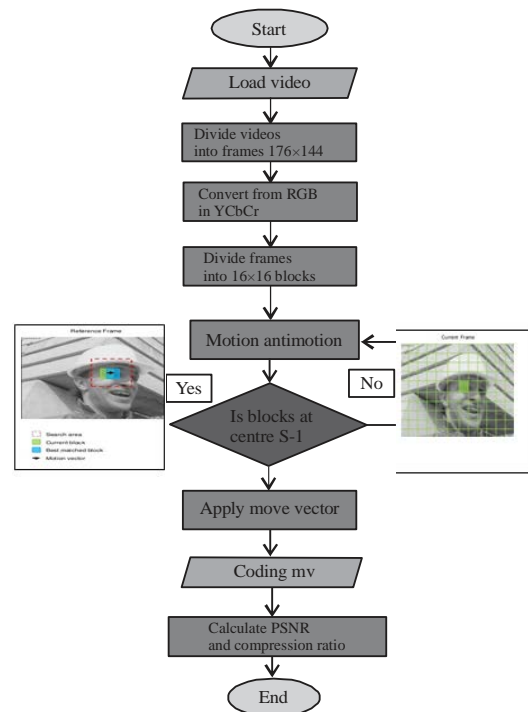 Start
Load video
Divide videos
into frames 176×144
Convert from RGB
in YCbCr
Divide frames
into 16×16 blocks
Motion antimotion
Reference Frame
Search area
Current block
Best matched block
Motion vector
Yes
No
Current frame
Is blocks at
centre S-1
Apply move vector
Coding mv
Calculate PSNR
and compression ratio
End